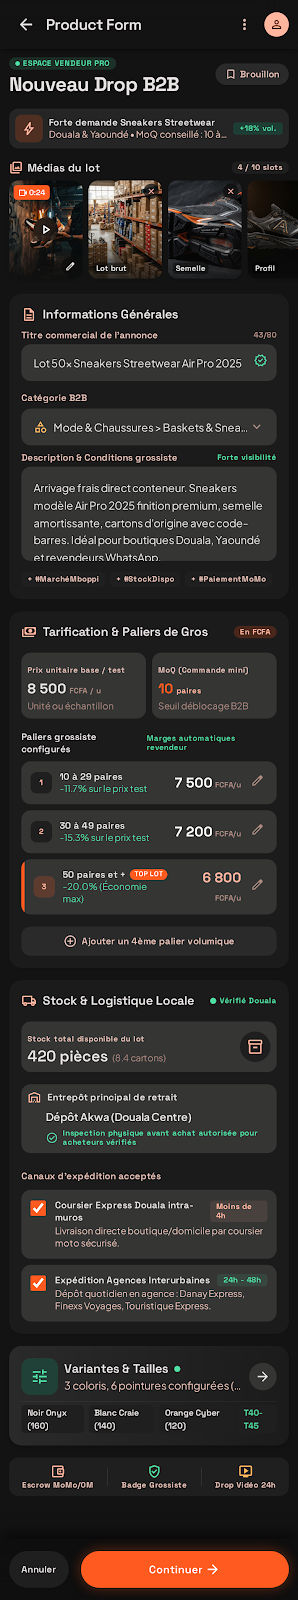 Product Form
ESPACE VENDEUR PRO
Nouveau Drop B2B
Brouillon
Forte demande Sneakers Streetwear
Douala & Yaoundé • MoQ conseillé : 10 à...
+18% vol.
Médias du lot
4 / 10 slots
0:24
Lot brut
Semelle
Profil
Informations Générales
Titre commercial de l'annonce
43/80
Lot 50x Sneakers Streetwear Air Pro 2025
Catégorie B2B
Mode & Chaussures > Baskets & Snea...
Description & Conditions grossiste
Forte visibilité
Arrivage frais direct conteneur. Sneakers
modèle Air Pro 2025 finition premium, semelle
amortissante, cartons d'origine avec code-
barres. Idéal pour boutiques Douala, Yaoundé
et revendeurs WhatsApp.
+ #MarchéMboppi
+ #StockDispo
+ #PaiementMoMo
Tarification & Paliers de Gros
En FCFA
Prix unitaire base / test
8 500 FCFA / u
Unité ou échantillon
MoQ (Commande mini)
10 paires
Seuil déblocage B2B
Paliers grossiste
configurés
Marges automatiques
revendeur
1
10 à 29 paires
-11.7% sur le prix test
7 500 FCFA/u
2
30 à 49 paires
-15.3% sur le prix test
7 200 FCFA/u
3
50 paires et +
TOP LOT
-20.0% (Économie
max)
6 800
FCFA/u
Ajouter un 4ème palier volumique
Stock & Logistique Locale
Vérifié Douala
Stock total disponible du lot
420 pièces (8.4 cartons)
Entrepôt principal de retrait
Dépôt Akwa (Douala Centre)
Inspection physique avant achat autorisée pour
acheteurs vérifiés
Canaux d'expédition acceptés
Coursier Express Douala intra-
muros
Moins de
4h
Livraison directe boutique/domicile par coursier
moto sécurisé.
Expédition Agences Interurbaines
24h - 48h
Dépôt quotidien en agence : Danay Express,
Finexs Voyages, Touristique Express.
Variantes & Tailles
3 coloris, 6 pointures configurées (...
Noir Onyx
(160)
Blanc Craie
(140)
Orange Cyber
(120)
T40-
T45
Escrow MoMo/OM
Badge Grossiste
Drop Vidéo 24h
Annuler
Continuer